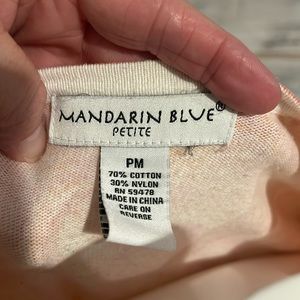 MANDARIN BLUE®
PETITE
PM
70% COTTON
30% NYLON
RN 59478
MADE IN CHINA
CARE ON
REVERSE